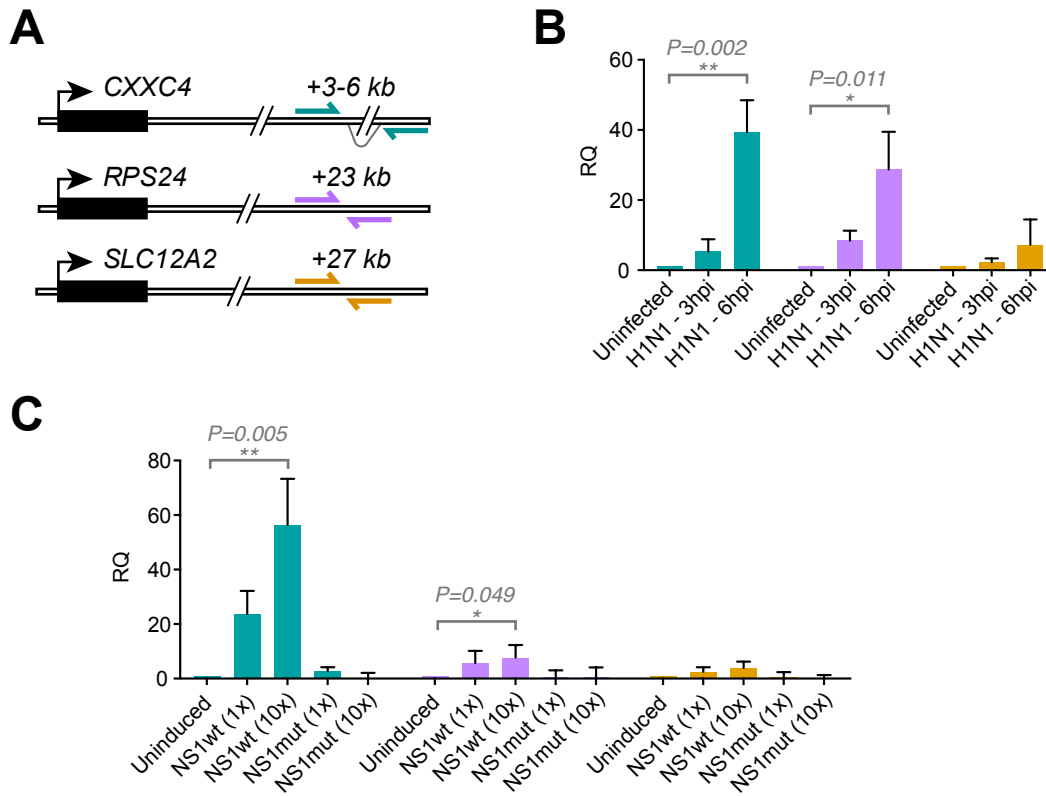 A
CXXC4
+3-6 kb
RPS24
+23 kb
SLC12A2
+27 kb
B
P=0.002
**
P=0.011
*
60
40
20
0
RQ
Uninfected
H1N1 - 3hpi
H1N1 - 6hpi
Uninfected
H1N1 - 3hpi
H1N1 - 6hpi
Uninfected
H1N1 - 3hpi
H1N1 - 6hpi
C
P=0.005
**
P=0.049
*
80
60
40
20
0
RQ
Uninduced
NS1wt (1x)
NS1wt (10x)
NS1mut (1x)
NS1mut (10x)
Uninduced
NS1wt (1x)
NS1wt (10x)
NS1mut (1x)
NS1mut (10x)
Uninduced
NS1wt (1x)
NS1wt (10x)
NS1mut (1x)
NS1mut (10x)